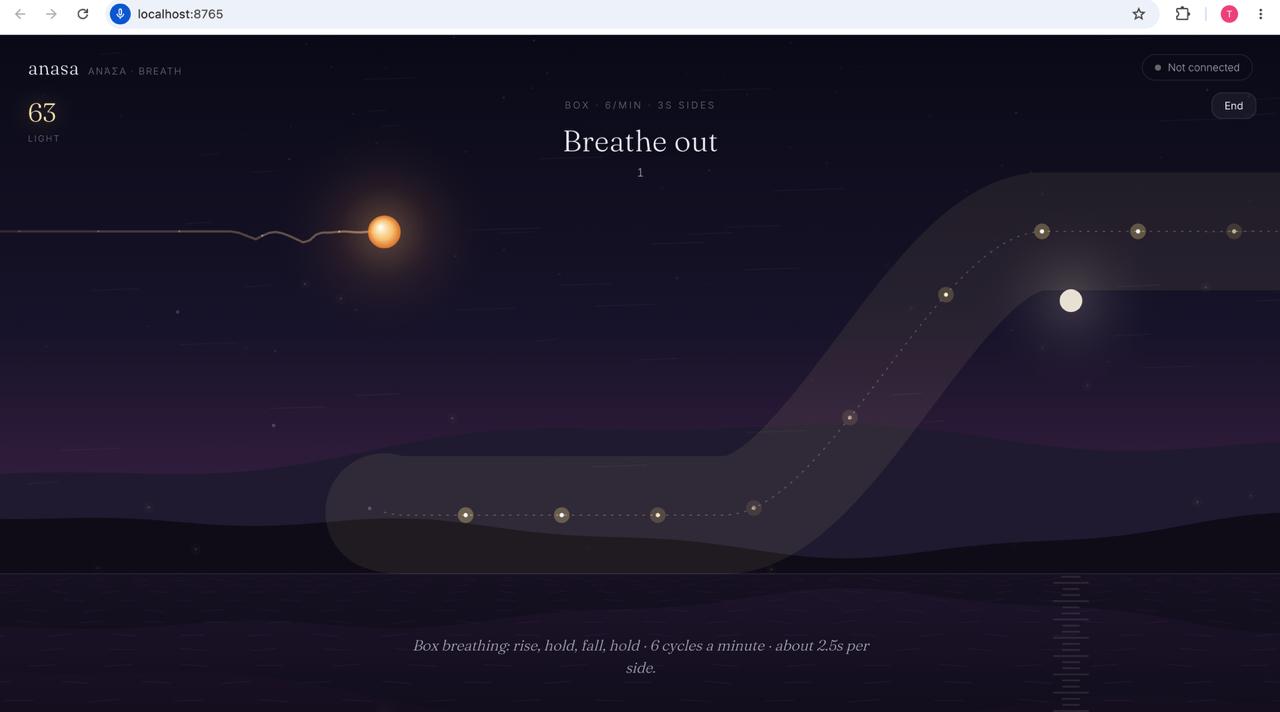 localhost:8765
T
anasa ΑΝΆΣΑ · BREATH
Not connected
63
LIGHT
BOX · 6/MIN · 3S SIDES
End
Breathe out
1
Box breathing: rise, hold, fall, hold · 6 cycles a minute · about 2.5s per
side.